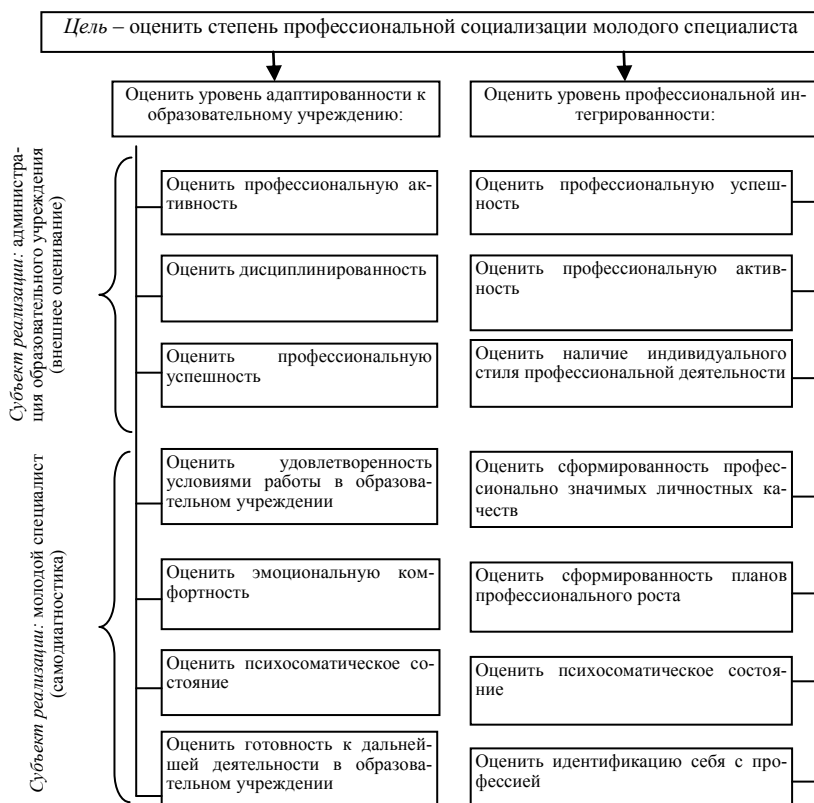 Цель – оценить степень профессиональной социализации молодого специалиста
Оценить уровень адаптированности к
образовательному учреждению:
Оценить уровень профессиональной ин-
тегрированности:
Субъект реализации: администра-
ция образовательного учреждения
(внешнее оценивание)
Оценить профессиональную ак-
тивность
Оценить профессиональную успеш-
ность
Оценить дисциплинированность
Оценить профессиональную актив-
ность
Оценить профессиональную
успешность
Оценить наличие индивидуального
стиля профессиональной деятельности
Субъект реализации: молодой специалист
(самодиагностика)
Оценить удовлетворенность
условиями работы в образова-
тельном учреждении
Оценить сформированность профес-
сионально значимых личностных ка-
честв
Оценить эмоциональную ком-
фортность
Оценить сформированность планов
профессионального роста
Оценить психосоматическое со-
стояние
Оценить психосоматическое состоя-
ние
Оценить готовность к дальней-
шей деятельности в образова-
тельном учреждении
Оценить идентификацию себя с про-
фессией